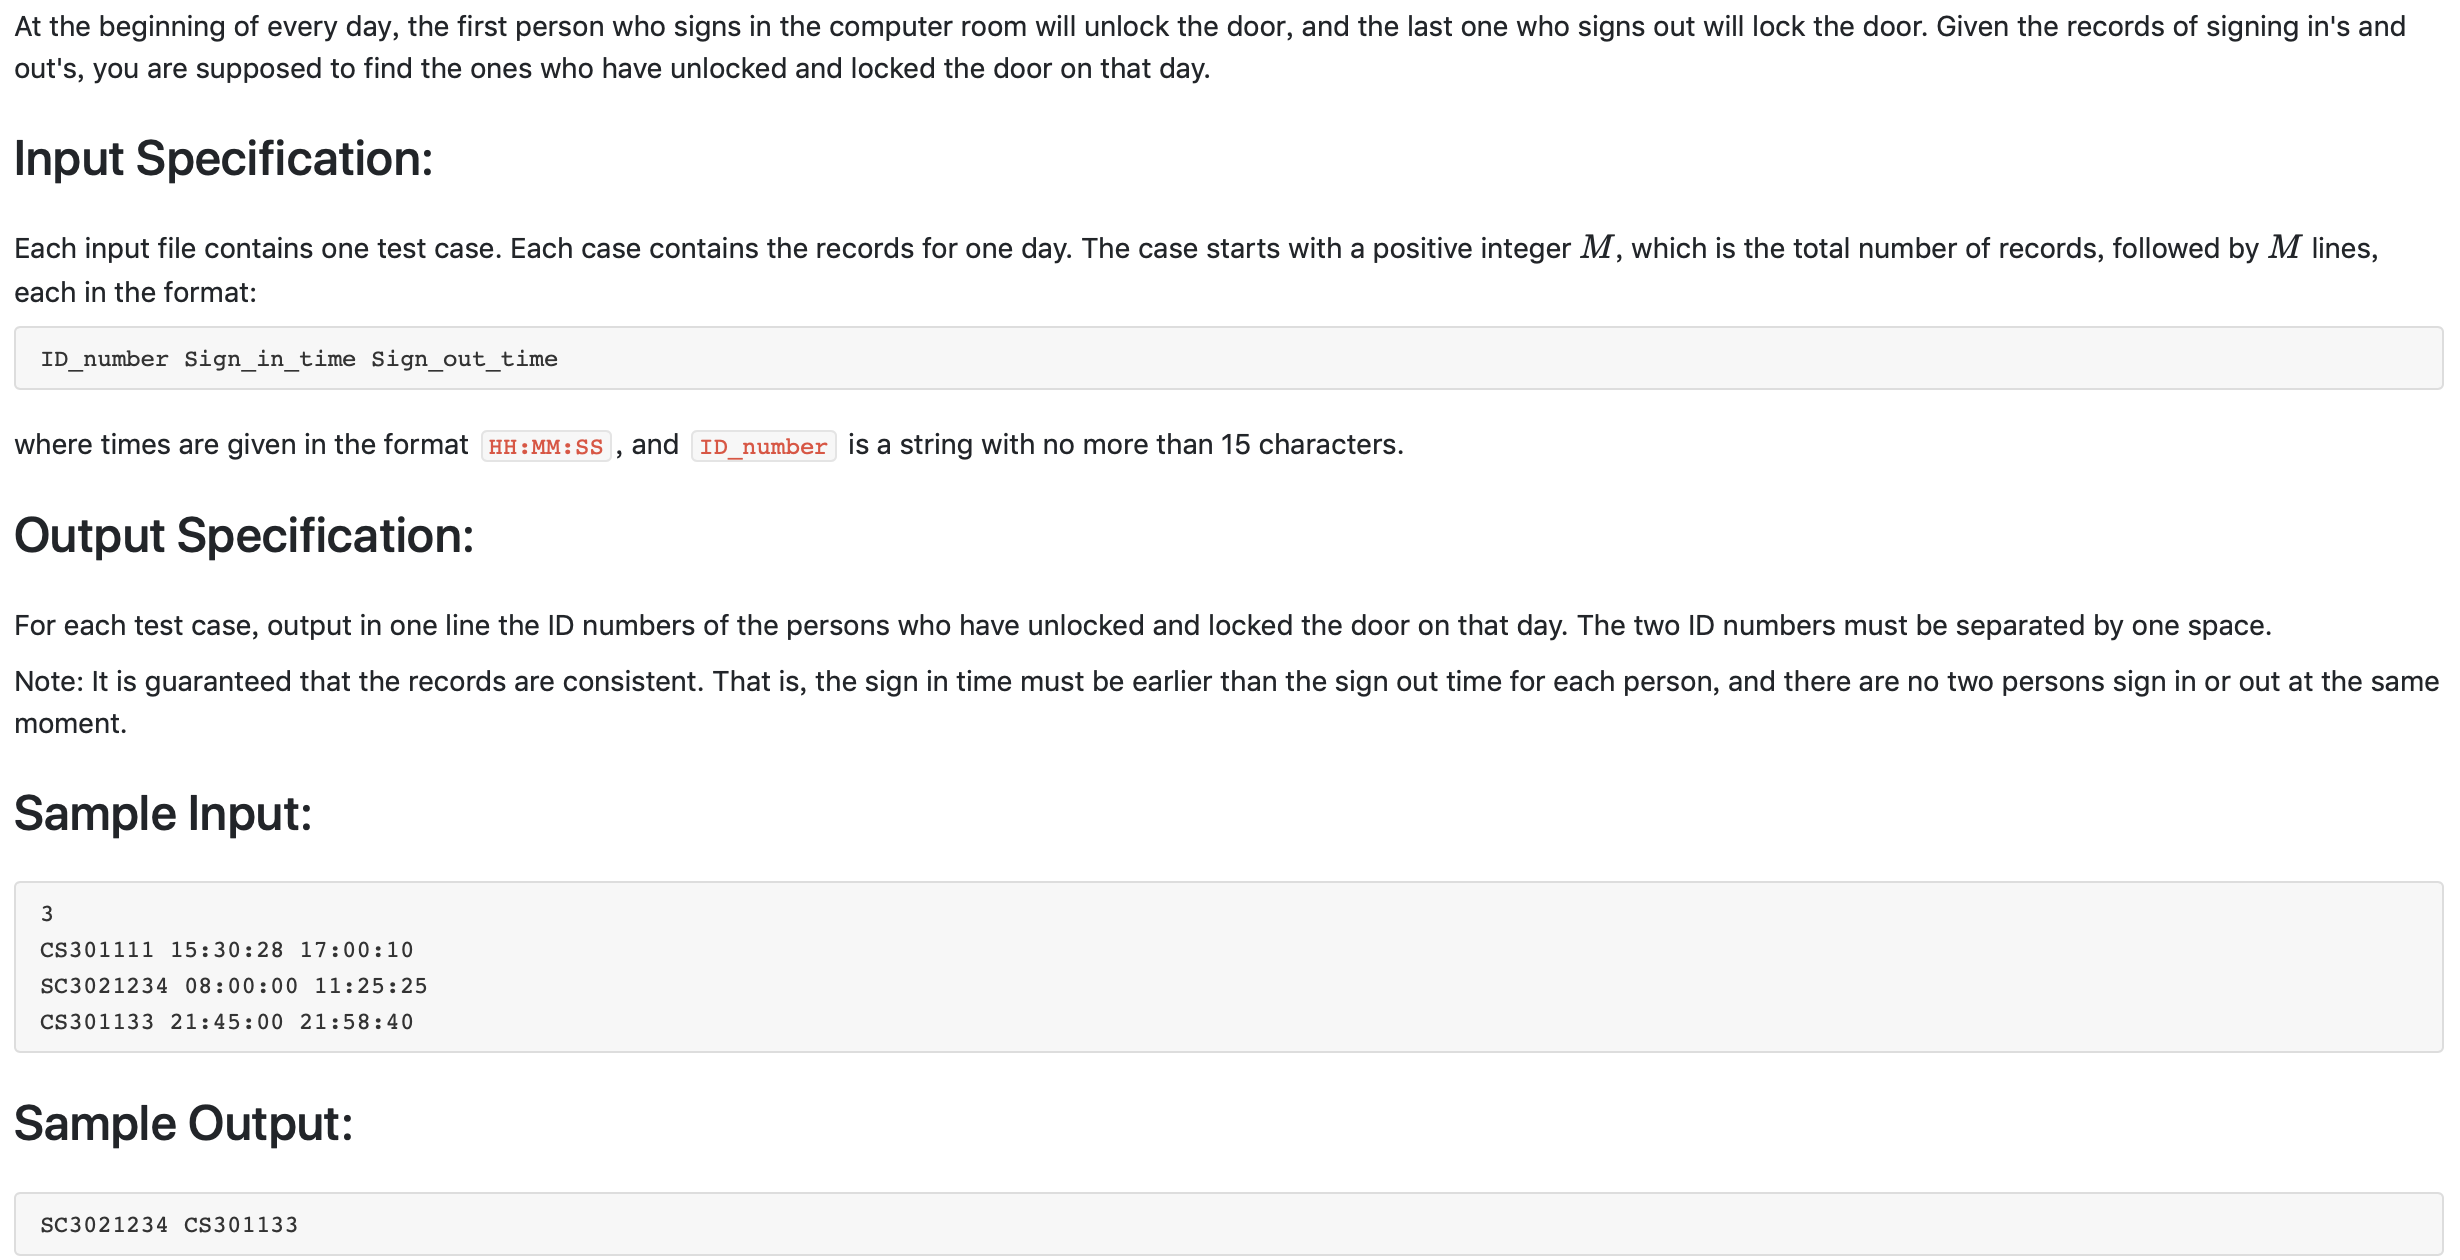 At the beginning of every day, the first person who signs in the computer room will unlock the door, and the last one who signs out will lock the door. Given the records of signing in's and
out's, you are supposed to find the ones who have unlocked and locked the door on that day.
Input Specification:
Each input file contains one test case. Each case contains the records for one day. The case starts with a positive integer M, which is the total number of records, followed by M lines,
each in the format:
ID_number Sign_in_time Sign_out_time
where times are given in the format HH:MM:SS, and ID_number is a string with no more than 15 characters.
Output Specification:
For each test case, output in one line the ID numbers of the persons who have unlocked and locked the door on that day. The two ID numbers must be separated by one space.
Note: It is guaranteed that the records are consistent. That is, the sign in time must be earlier than the sign out time for each person, and there are no two persons sign in or out at the same
moment.
Sample Input:
3
CS301111 15:30:28 17:00:10
SC3021234 08:00:00 11:25:25
CS301133 21:45:00 21:58:40
Sample Output:
SC3021234 CS301133